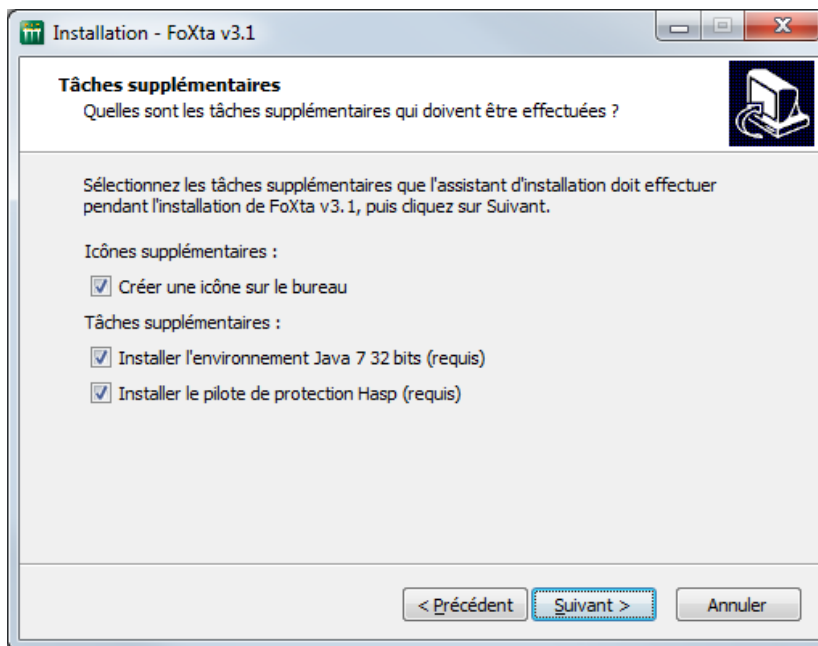 Installation - FoXta v3.1
Tâches supplémentaires
Quelles sont les tâches supplémentaires qui doivent être effectuées ?
Sélectionnez les tâches supplémentaires que l'assistant d'installation doit effectuer
pendant l'installation de FoXta v3.1, puis cliquez sur Suivant.
Icônes supplémentaires :
Créer une icône sur le bureau
Tâches supplémentaires :
Installer l'environnement Java 7 32 bits (requis)
Installer le pilote de protection Hasp (requis)
< Précédent Suivant > Annuler